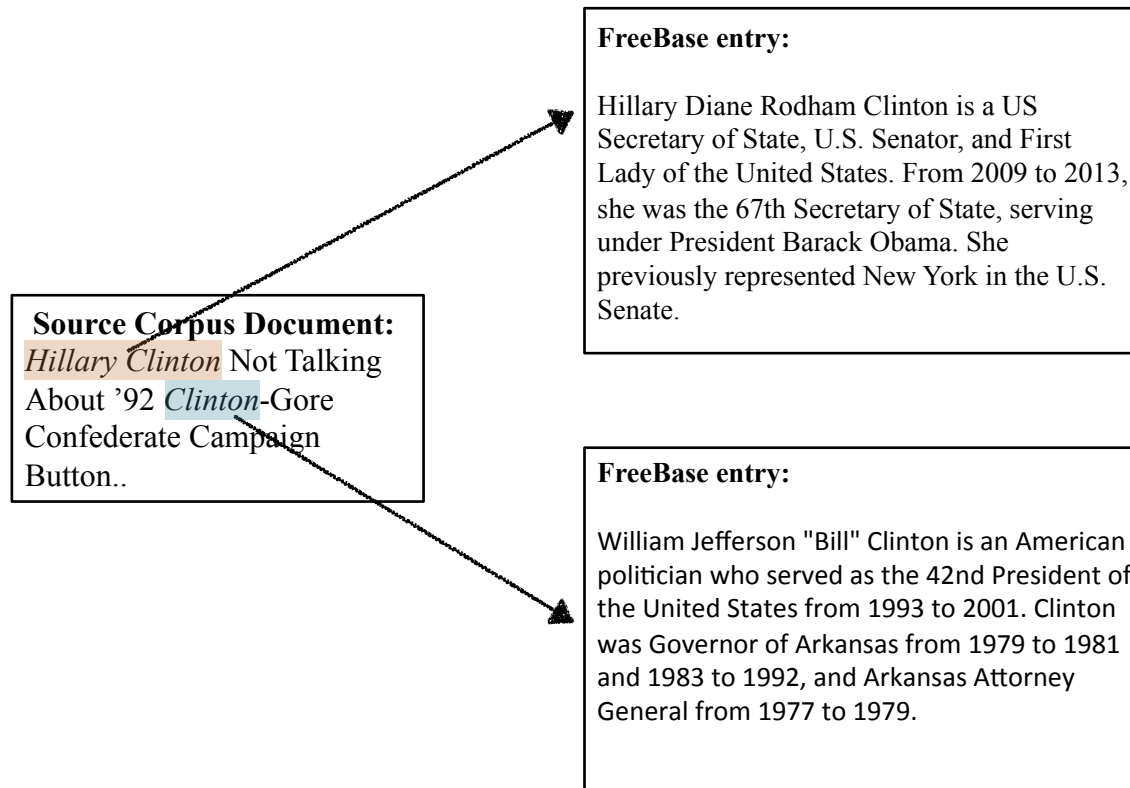 FreeBase entry:
Hillary Diane Rodham Clinton is a US
Secretary of State, U.S. Senator, and First
Lady of the United States. From 2009 to 2013,
she was the 67th Secretary of State, serving
under President Barack Obama. She
previously represented New York in the U.S.
Senate.
Source Corpus Document:
Hillary Clinton Not Talking
About ’92 Clinton-Gore
Confederate Campaign
Button..
FreeBase entry:
William Jefferson "Bill" Clinton is an American
politician who served as the 42nd President of
the United States from 1993 to 2001. Clinton
was Governor of Arkansas from 1979 to 1981
and 1983 to 1992, and Arkansas Attorney
General from 1977 to 1979.